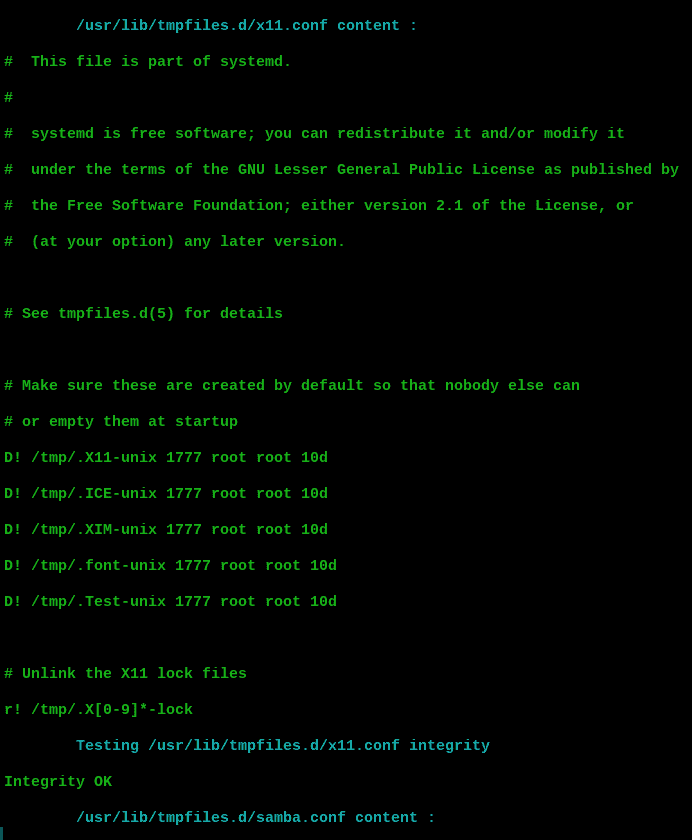 /usr/lib/tmpfiles.d/x11.conf content :
#  This file is part of systemd.
#
#  systemd is free software; you can redistribute it and/or modify it
#  under the terms of the GNU Lesser General Public License as published by
#  the Free Software Foundation; either version 2.1 of the License, or
#  (at your option) any later version.
# See tmpfiles.d(5) for details
# Make sure these are created by default so that nobody else can
# or empty them at startup
D! /tmp/.X11-unix 1777 root root 10d
D! /tmp/.ICE-unix 1777 root root 10d
D! /tmp/.XIM-unix 1777 root root 10d
D! /tmp/.font-unix 1777 root root 10d
D! /tmp/.Test-unix 1777 root root 10d
# Unlink the X11 lock files
r! /tmp/.X[0-9]*-lock
Testing /usr/lib/tmpfiles.d/x11.conf integrity
Integrity OK
/usr/lib/tmpfiles.d/samba.conf content :